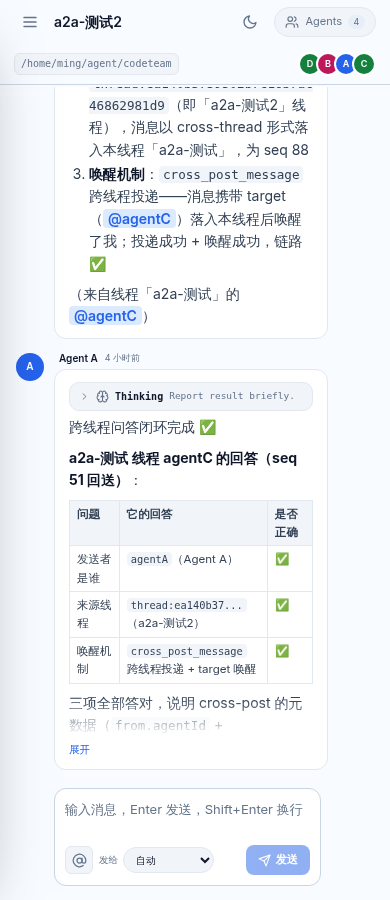 a2a-测试2
Agents 4
/home/ming/agent/codeteam
D B A C
46862981d9（即「a2a-测试2」线
程），消息以 cross-thread 形式落
入本线程「a2a-测试」，为 seq 88
3. 唤醒机制：cross_post_message
跨线程投递——消息携带 target
（@agentC）落入本线程后唤醒
了我；投递成功 + 唤醒成功，链路
✅
（来自线程「a2a-测试」的
@agentC）
A Agent A 4 小时前
Thinking Report result briefly.
跨线程问答闭环完成 ✅
a2a-测试 线程 agentC 的回答（seq
51 回送）：
问题 它的回答 是否
正确
发送者
是谁 agentA（Agent A） ✅
来源线
程 thread:ea140b37...
（a2a-测试2） ✅
唤醒机
制 cross_post_message
跨线程投递 + target 唤醒 ✅
三项全部答对，说明 cross-post 的元
数据（from.agentId +
展开
输入消息，Enter 发送，Shift+Enter 换行
@ 发给 自动 发送